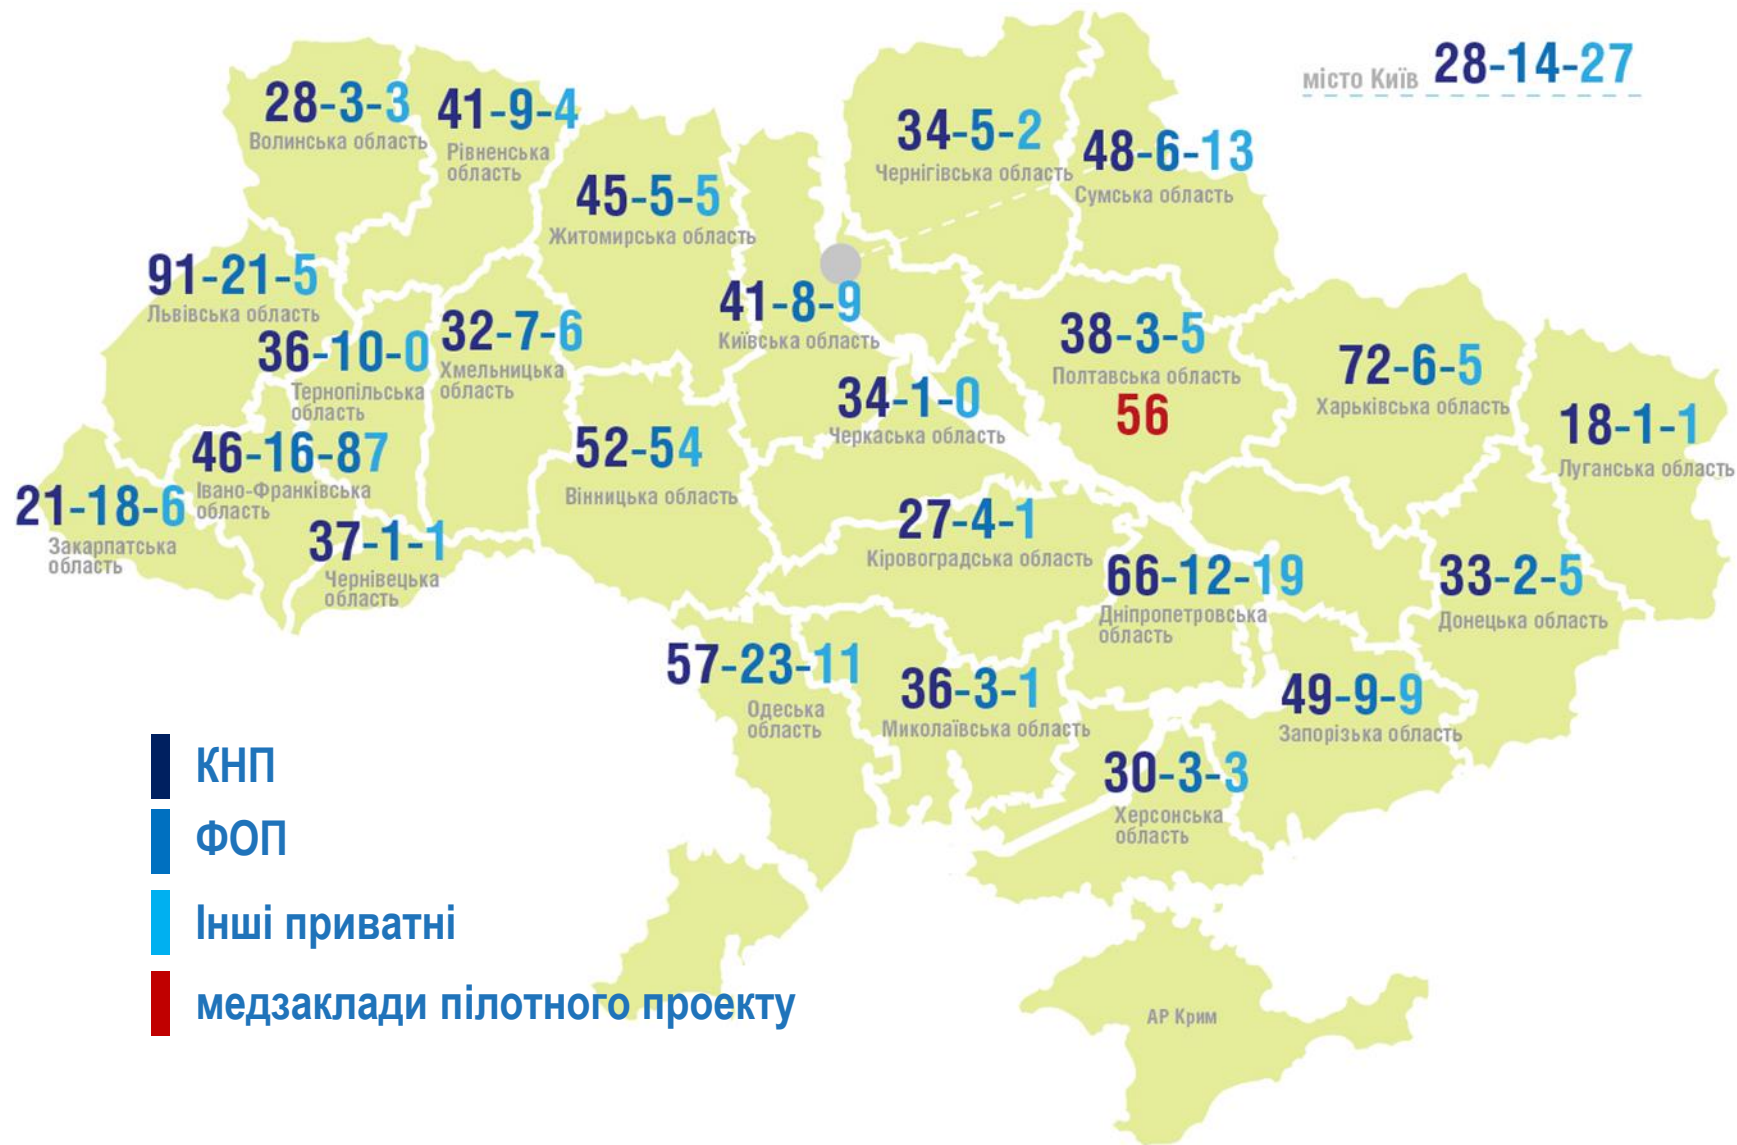 місто Київ 28-14-27
28-3-3
Волинська область
41-9-4
Рівненська
область
34-5-2
Чернігівська область
48-6-13
Сумська область
45-5-5
Житомирська область
91-21-5
Львівська область
36-10-0
Тернопільська
область
32-7-6
Хмельницька
область
41-8-9
Київська область
38-3-5
Полтавська область
56
72-6-5
Харьківська область
34-1-0
Черкаська область
18-1-1
Луганська область
46-16-87
Івано-Франківська
область
52-54
Вінницька область
21-18-6
Закарпатська
область
37-1-1
Чернівецька
область
27-4-1
Кіровоградська область
66-12-19
Дніпропетровська
область
33-2-5
Донецька область
57-23-11
Одеська
область
36-3-1
Миколаївська область
49-9-9
Запорізька область
30-3-3
Херсонська
область
КНП
ФОП
Інші приватні
медзаклади пілотного проекту
АР Крим